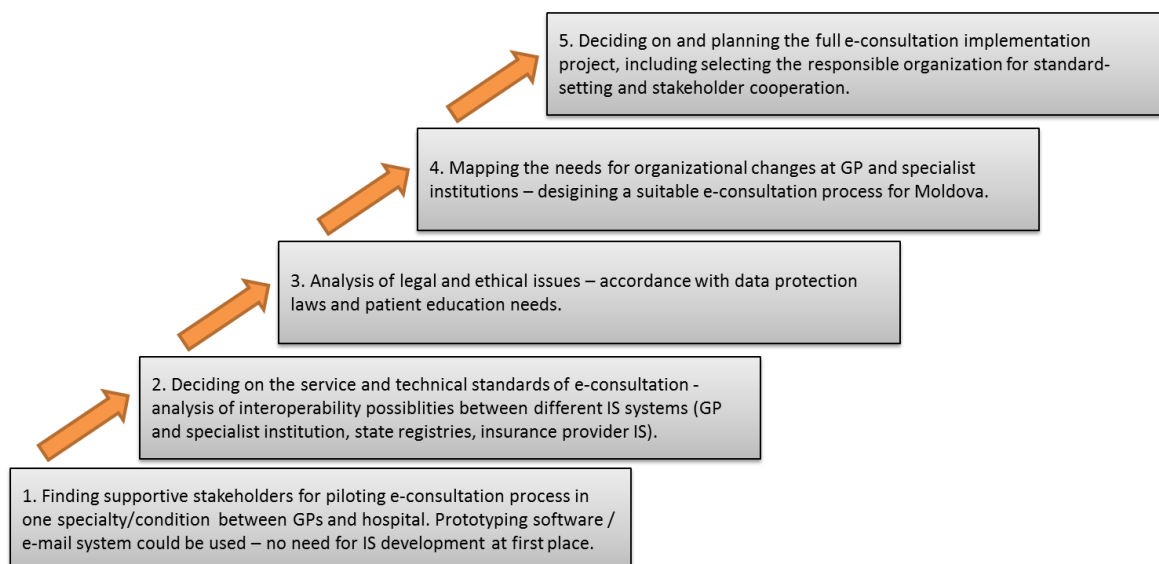 5. Deciding on and planning the full e-consultation implementation
project, including selecting the responsible organization for standard-
setting and stakeholder cooperation.
4. Mapping the needs for organizational changes at GP and specialist
institutions – desigining a suitable e-consultation process for Moldova.
3. Analysis of legal and ethical issues – accordance with data protection
laws and patient education needs.
2. Deciding on the service and technical standards of e-consultation -
analysis of interoperability possiblities between different IS systems (GP
and specialist institution, state registries, insurance provider IS).
1. Finding supportive stakeholders for piloting e-consultation process in
one specialty/condition between GPs and hospital. Prototyping software /
e-mail system could be used – no need for IS development at first place.